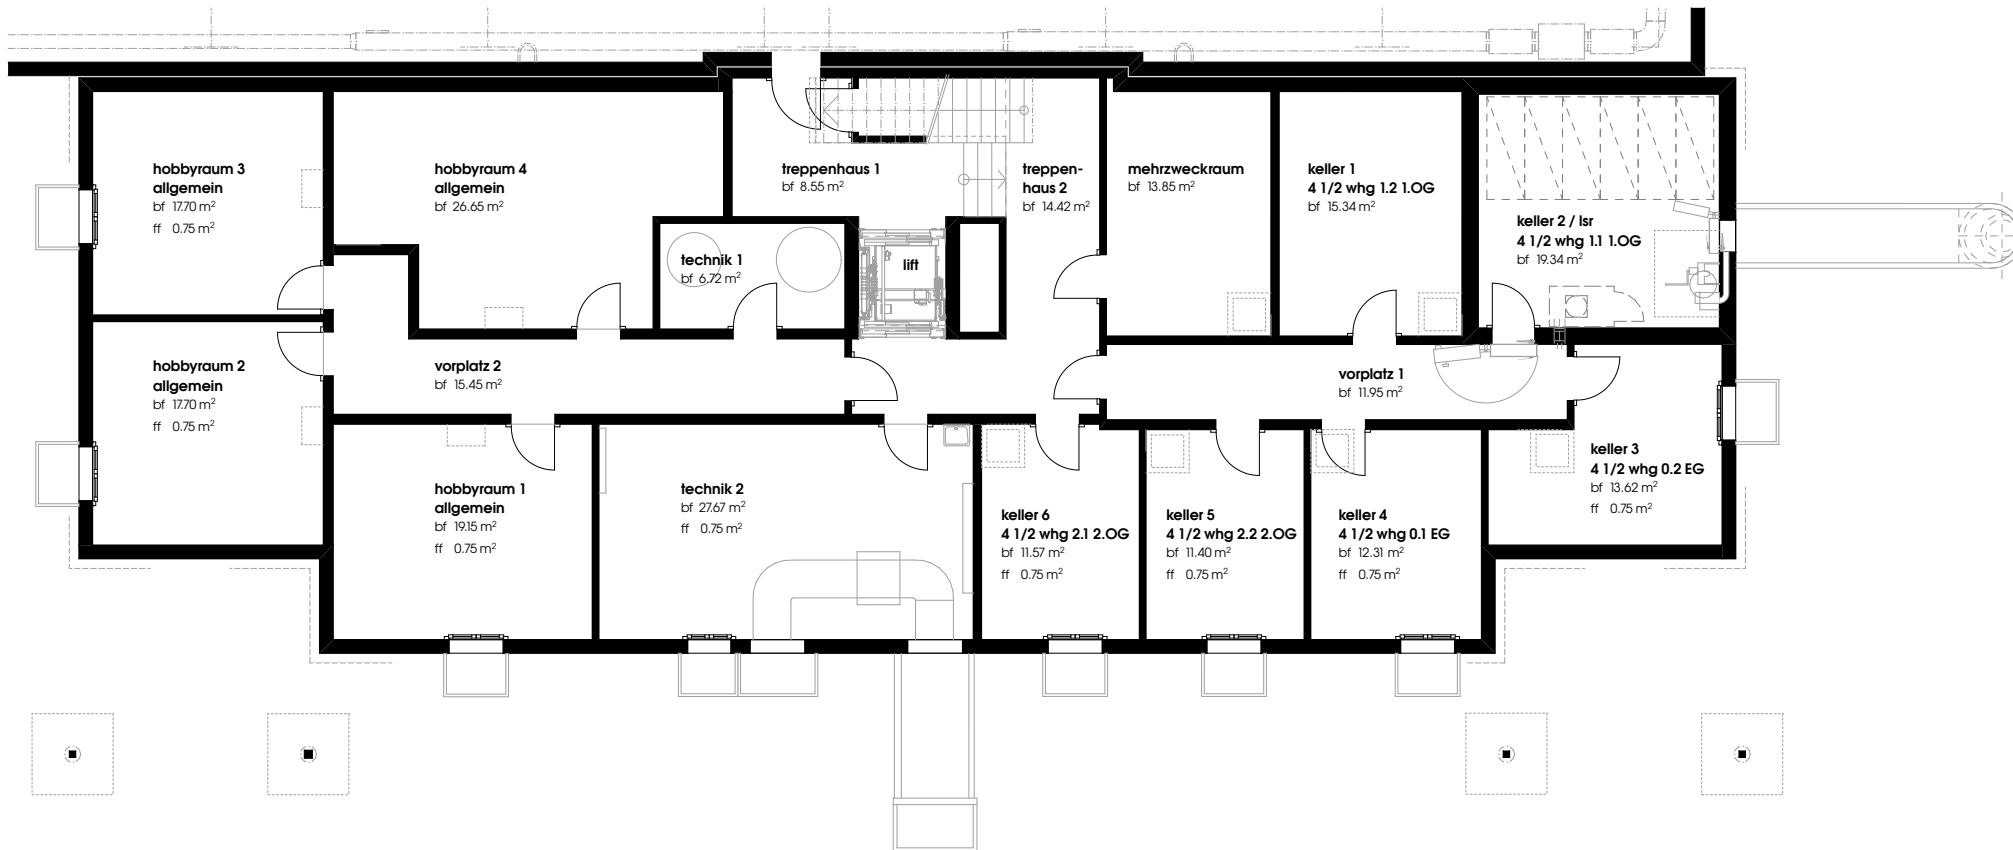 hobbyraum 3
allgemein
bf 17.70 m²
ff 0.75 m²
hobbyraum 4
allgemein
bf 26.65 m²
treppenhaus 1
bf 8.55 m²
treppen-
haus 2
bf 14.42 m²
mehrzweckraum
bf 13.85 m²
keller 1
4 1/2 whg 1.2 1.OG
bf 15.34 m²
keller 2 / lsr
4 1/2 whg 1.1 1.OG
bf 19.34 m²
technik 1
bf 6.72 m²
lift
hobbyraum 2
allgemein
bf 17.70 m²
ff 0.75 m²
vorplatz 2
bf 15.45 m²
vorplatz 1
bf 11.95 m²
keller 3
4 1/2 whg 0.2 EG
bf 13.62 m²
ff 0.75 m²
hobbyraum 1
allgemein
bf 19.15 m²
ff 0.75 m²
technik 2
bf 27.67 m²
ff 0.75 m²
keller 6
4 1/2 whg 2.1 2.OG
bf 11.57 m²
ff 0.75 m²
keller 5
4 1/2 whg 2.2 2.OG
bf 11.40 m²
ff 0.75 m²
keller 4
4 1/2 whg 0.1 EG
bf 12.31 m²
ff 0.75 m²